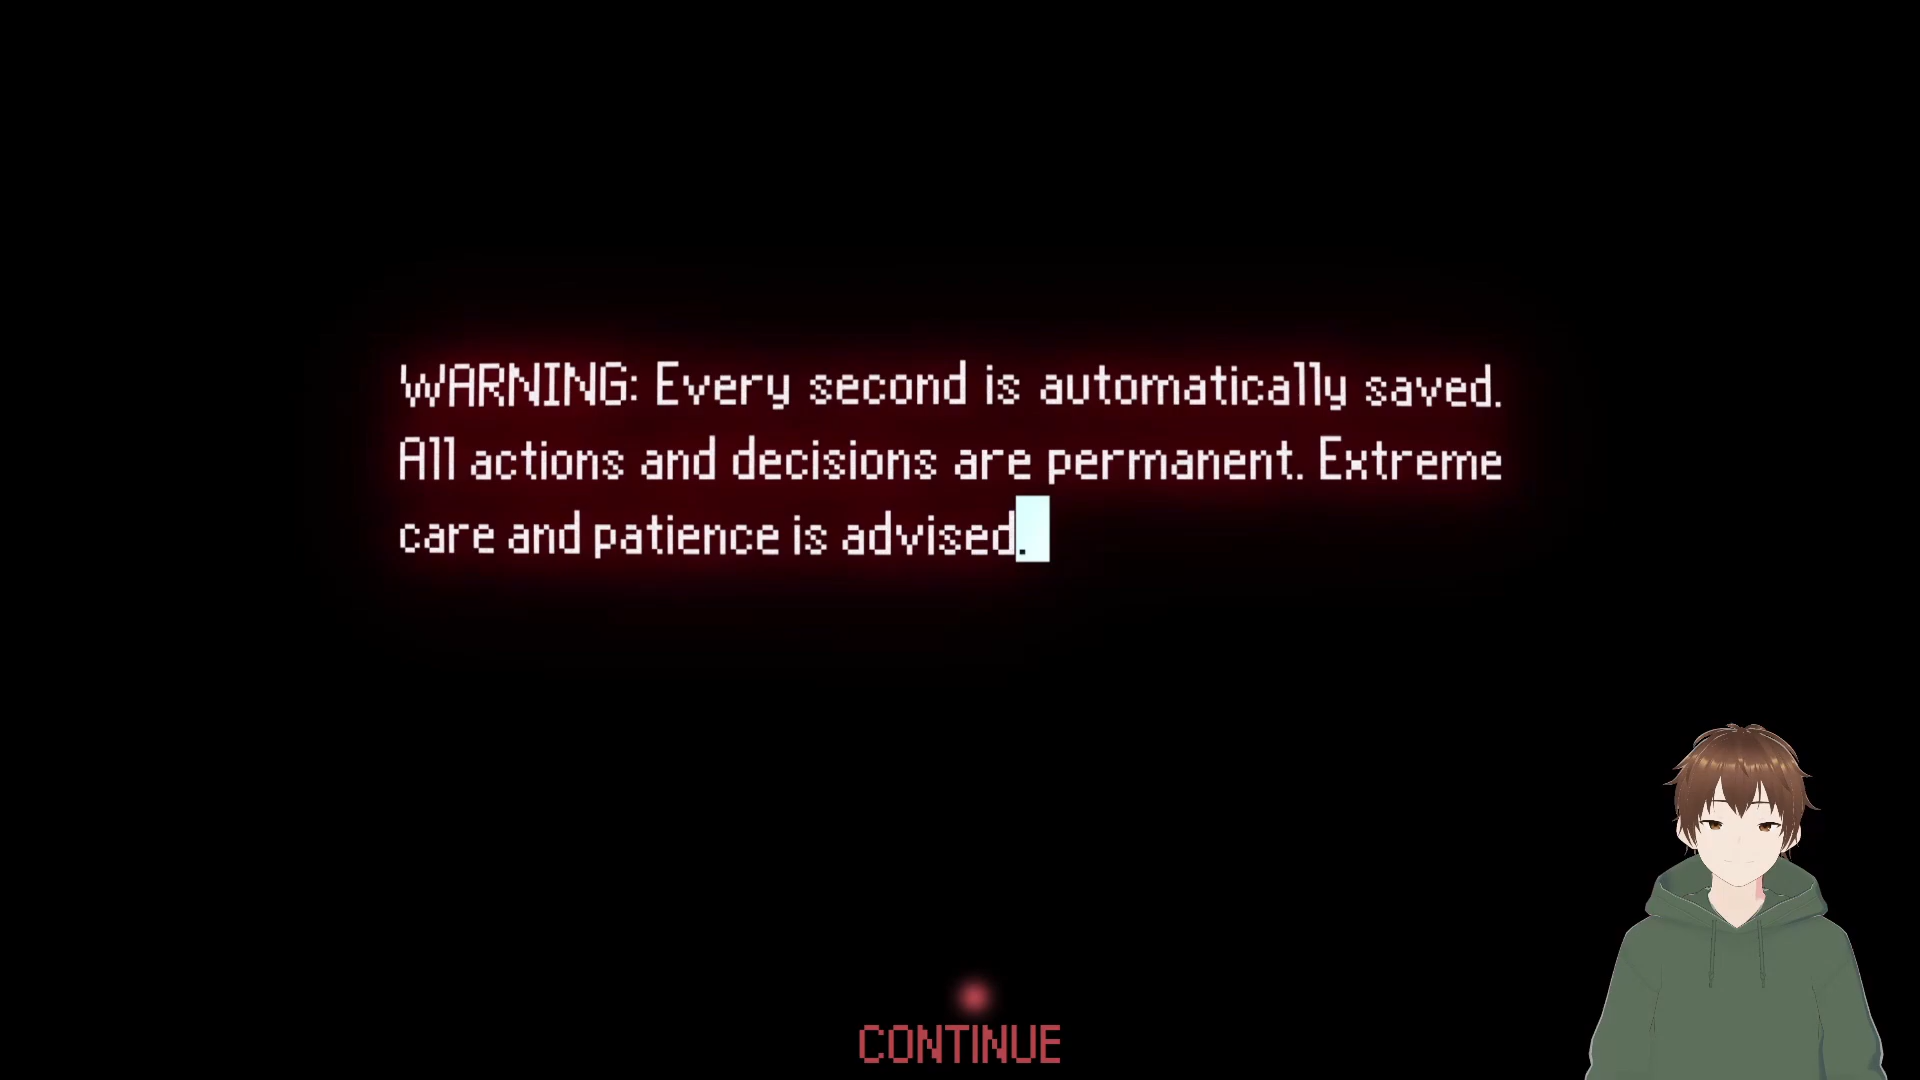 WARNING: Every second is automatically saved.
All actions and decisions are permanent. Extreme
care and patience is advised.
CONTINUE